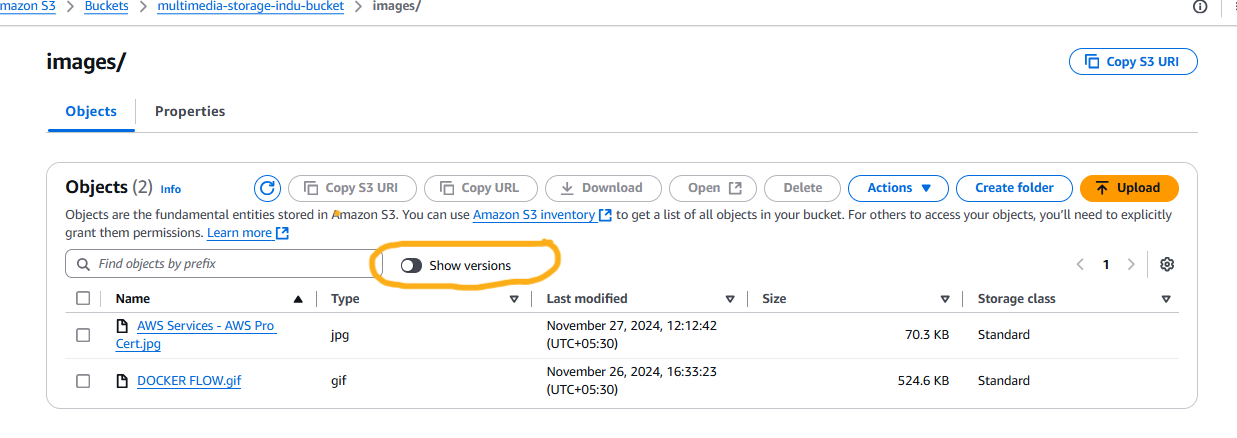 mazon S3 > Buckets > multimedia-storage-indu-bucket > images/
images/
Copy S3 URI
Objects Properties
Objects (2) Info
Copy S3 URI Copy URL Download Open Delete Actions Create folder Upload
Objects are the fundamental entities stored in Amazon S3. You can use Amazon S3 inventory to get a list of all objects in your bucket. For others to access your objects, you'll need to explicitly
grant them permissions. Learn more
Find objects by prefix
Show versions
1
Name Type Last modified Size Storage class
AWS Services - AWS Pro
Cert.jpg
jpg
November 27, 2024, 12:12:42
(UTC+05:30)
70.3 KB
Standard
DOCKER FLOW.gif
gif
November 26, 2024, 16:33:23
(UTC+05:30)
524.6 KB
Standard